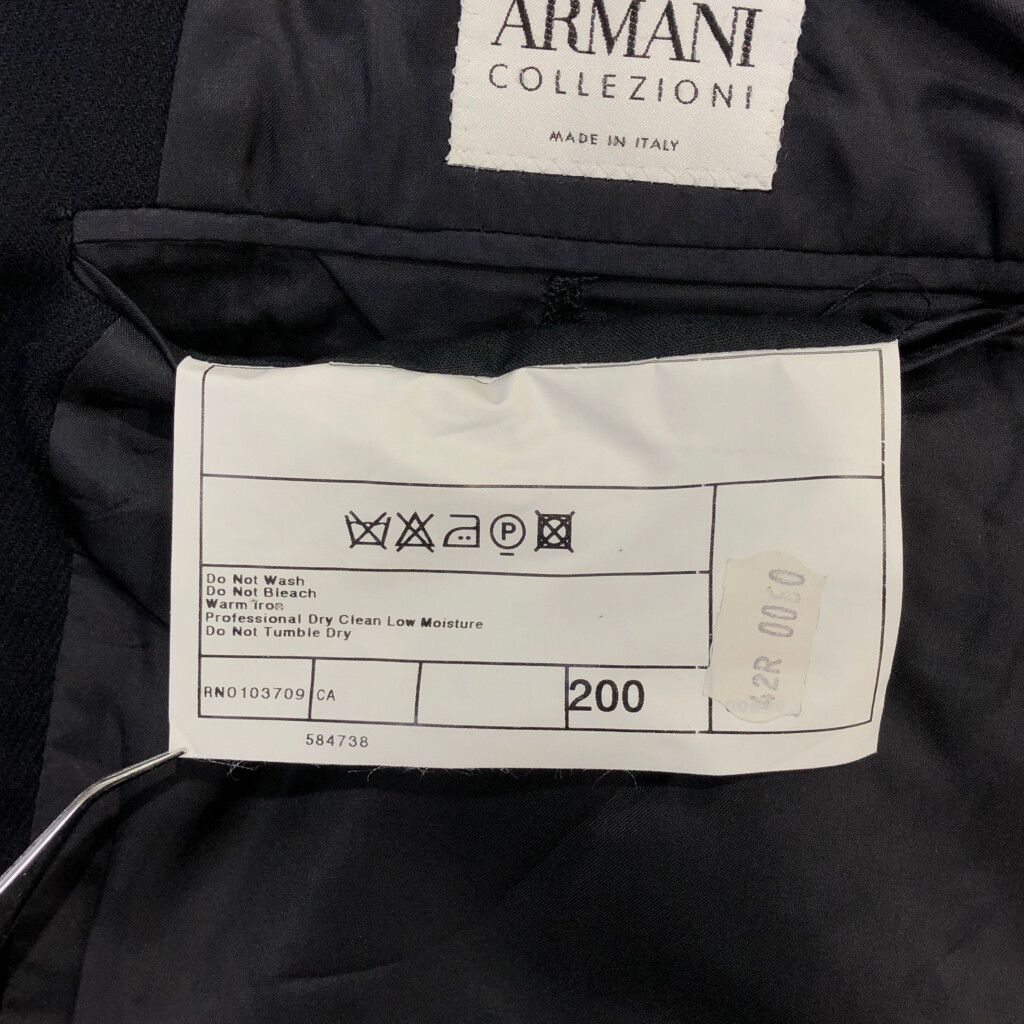 ARMANI
COLLEZIONI
MADE IN ITALY
P
Do Not Wash
Do Not Bleach
Warm Iron
Professional Dry Clean Low Moisture
Do Not Tumble Dry
RN0103709
CA
200
42R
584738